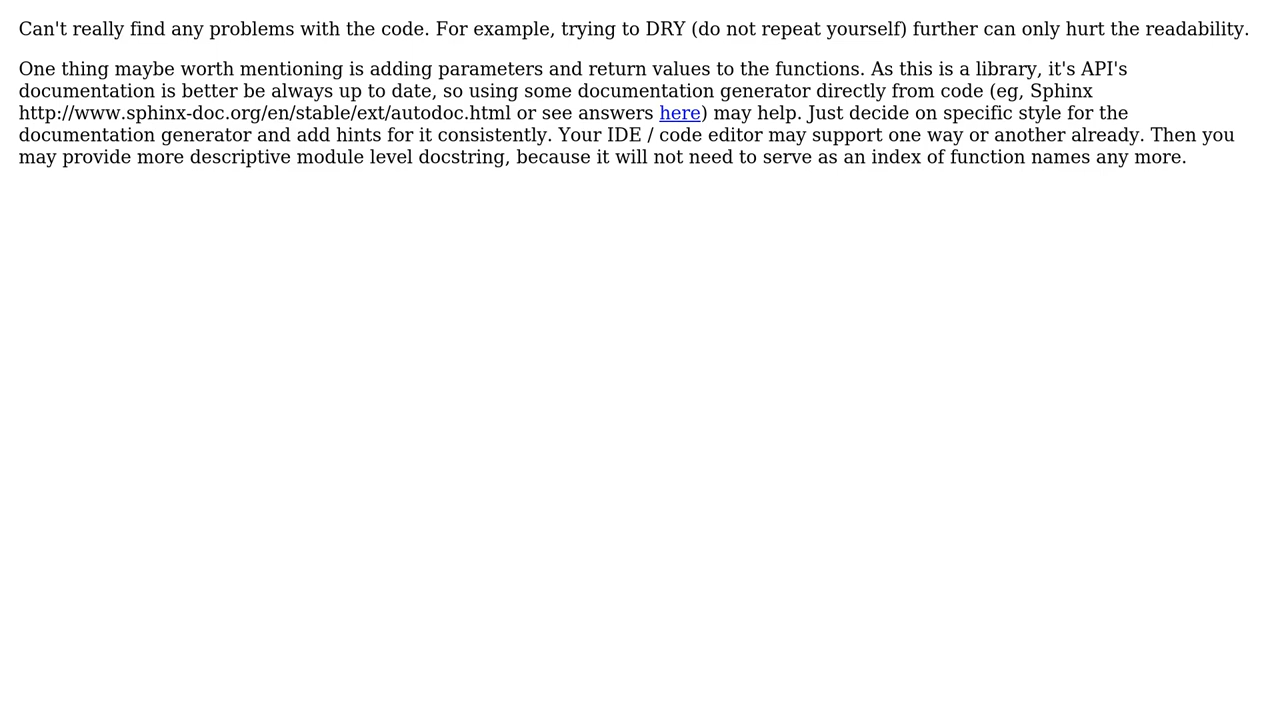 Can't really find any problems with the code. For example, trying to DRY (do not repeat yourself) further can only hurt the readability.
One thing maybe worth mentioning is adding parameters and return values to the functions. As this is a library, it's API's
documentation is better be always up to date, so using some documentation generator directly from code (eg, Sphinx
http://www.sphinx-doc.org/en/stable/ext/autodoc.html or see answers here) may help. Just decide on specific style for the
documentation generator and add hints for it consistently. Your IDE / code editor may support one way or another already. Then you
may provide more descriptive module level docstring, because it will not need to serve as an index of function names any more.